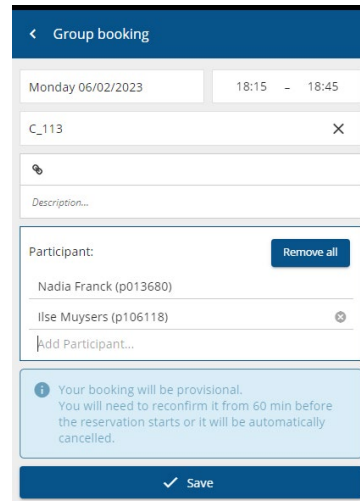 Group booking
Monday 06/02/2023
18:15 – 18:45
C_113
Description...
Participant:
Remove all
Nadia Franck (p013680)
Ilse Muysers (p106118)
Add Participant...
Your booking will be provisional.
You will need to reconfirm it from 60 min before
the reservation starts or it will be automatically
cancelled.
Save